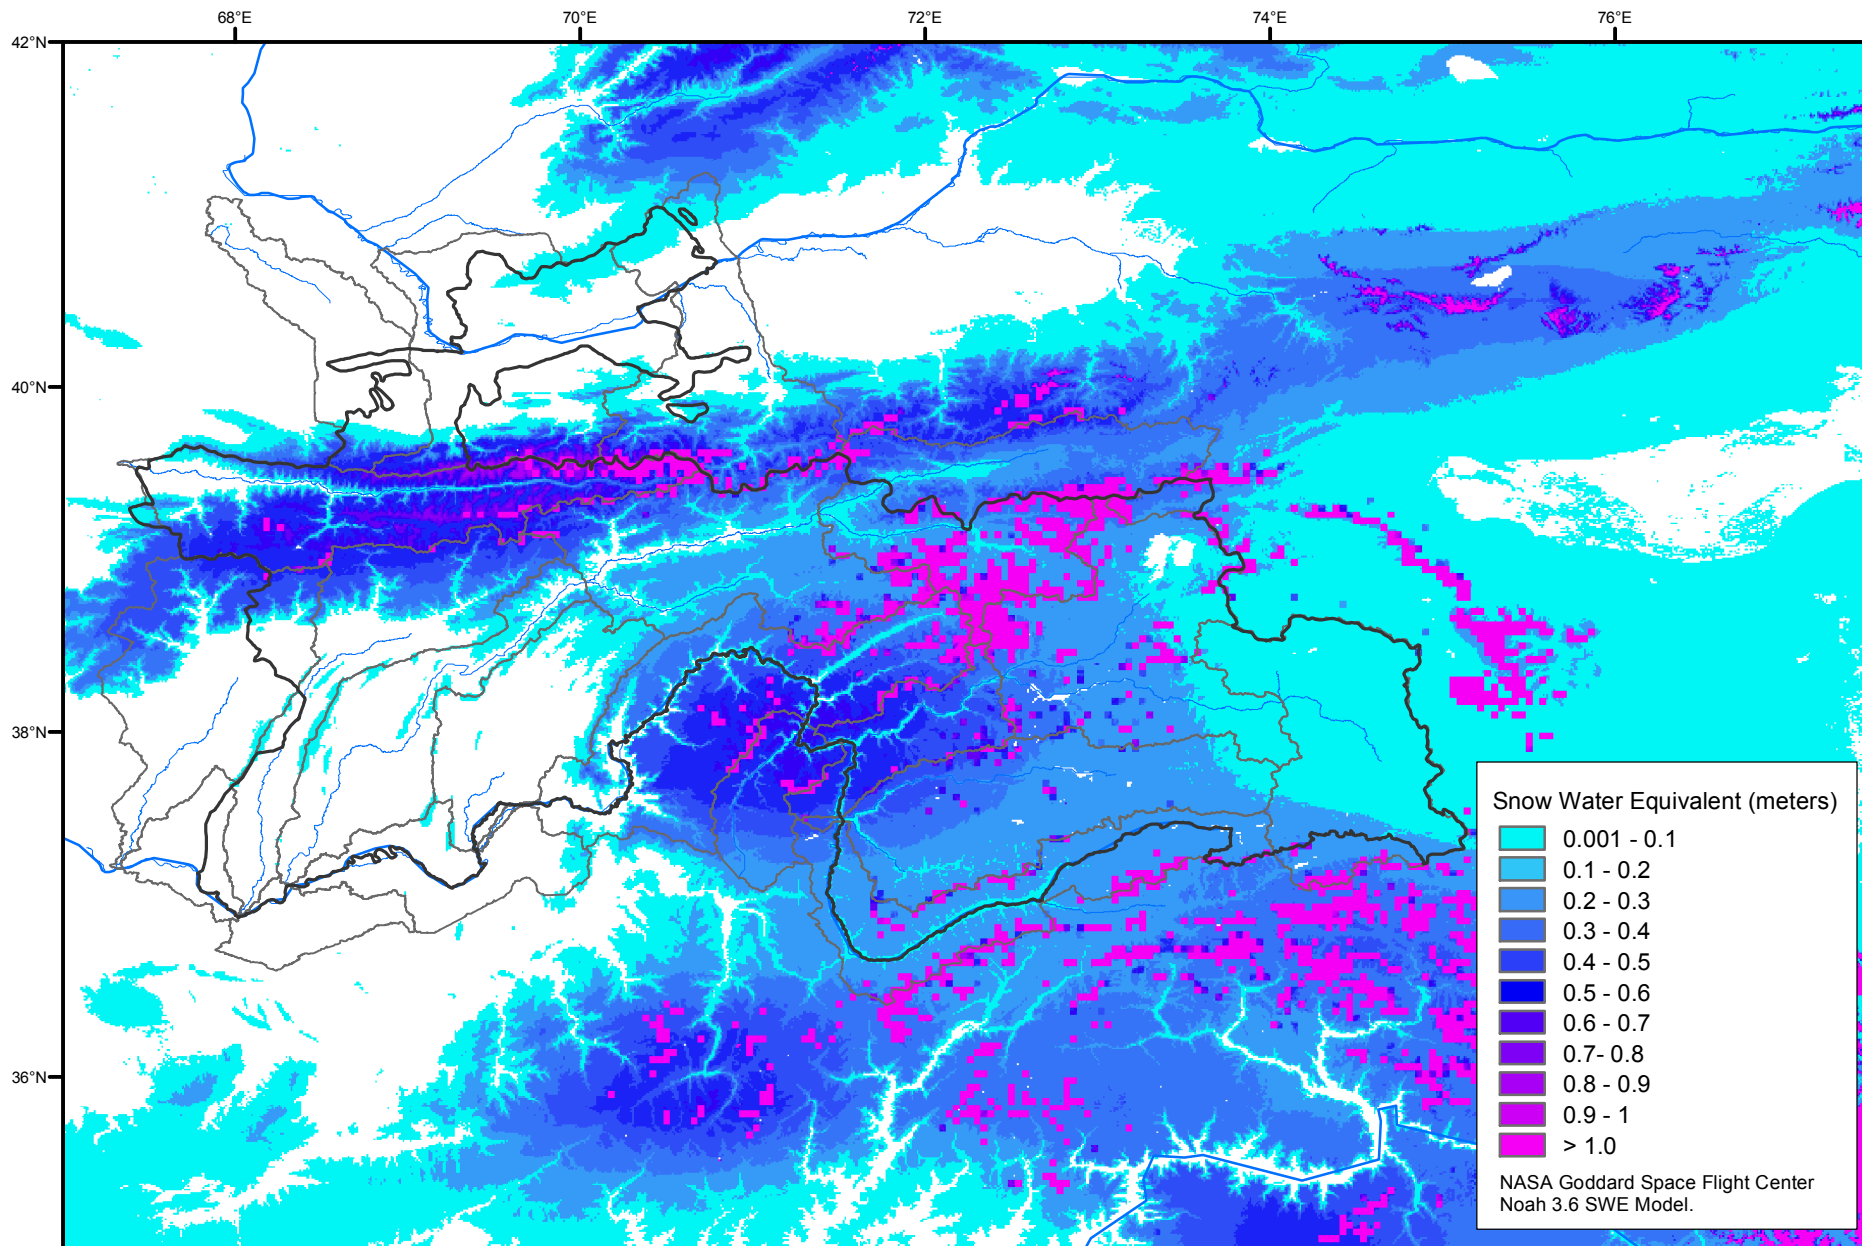 68°E 70°E 72°E 74°E 76°E
42°N
40°N
38°N
36°N
Snow Water Equivalent (meters)
0.001 - 0.1
0.1 - 0.2
0.2 - 0.3
0.3 - 0.4
0.4 - 0.5
0.5 - 0.6
0.6 - 0.7
0.7- 0.8
0.8 - 0.9
0.9 - 1
> 1.0
NASA Goddard Space Flight Center
Noah 3.6 SWE Model.